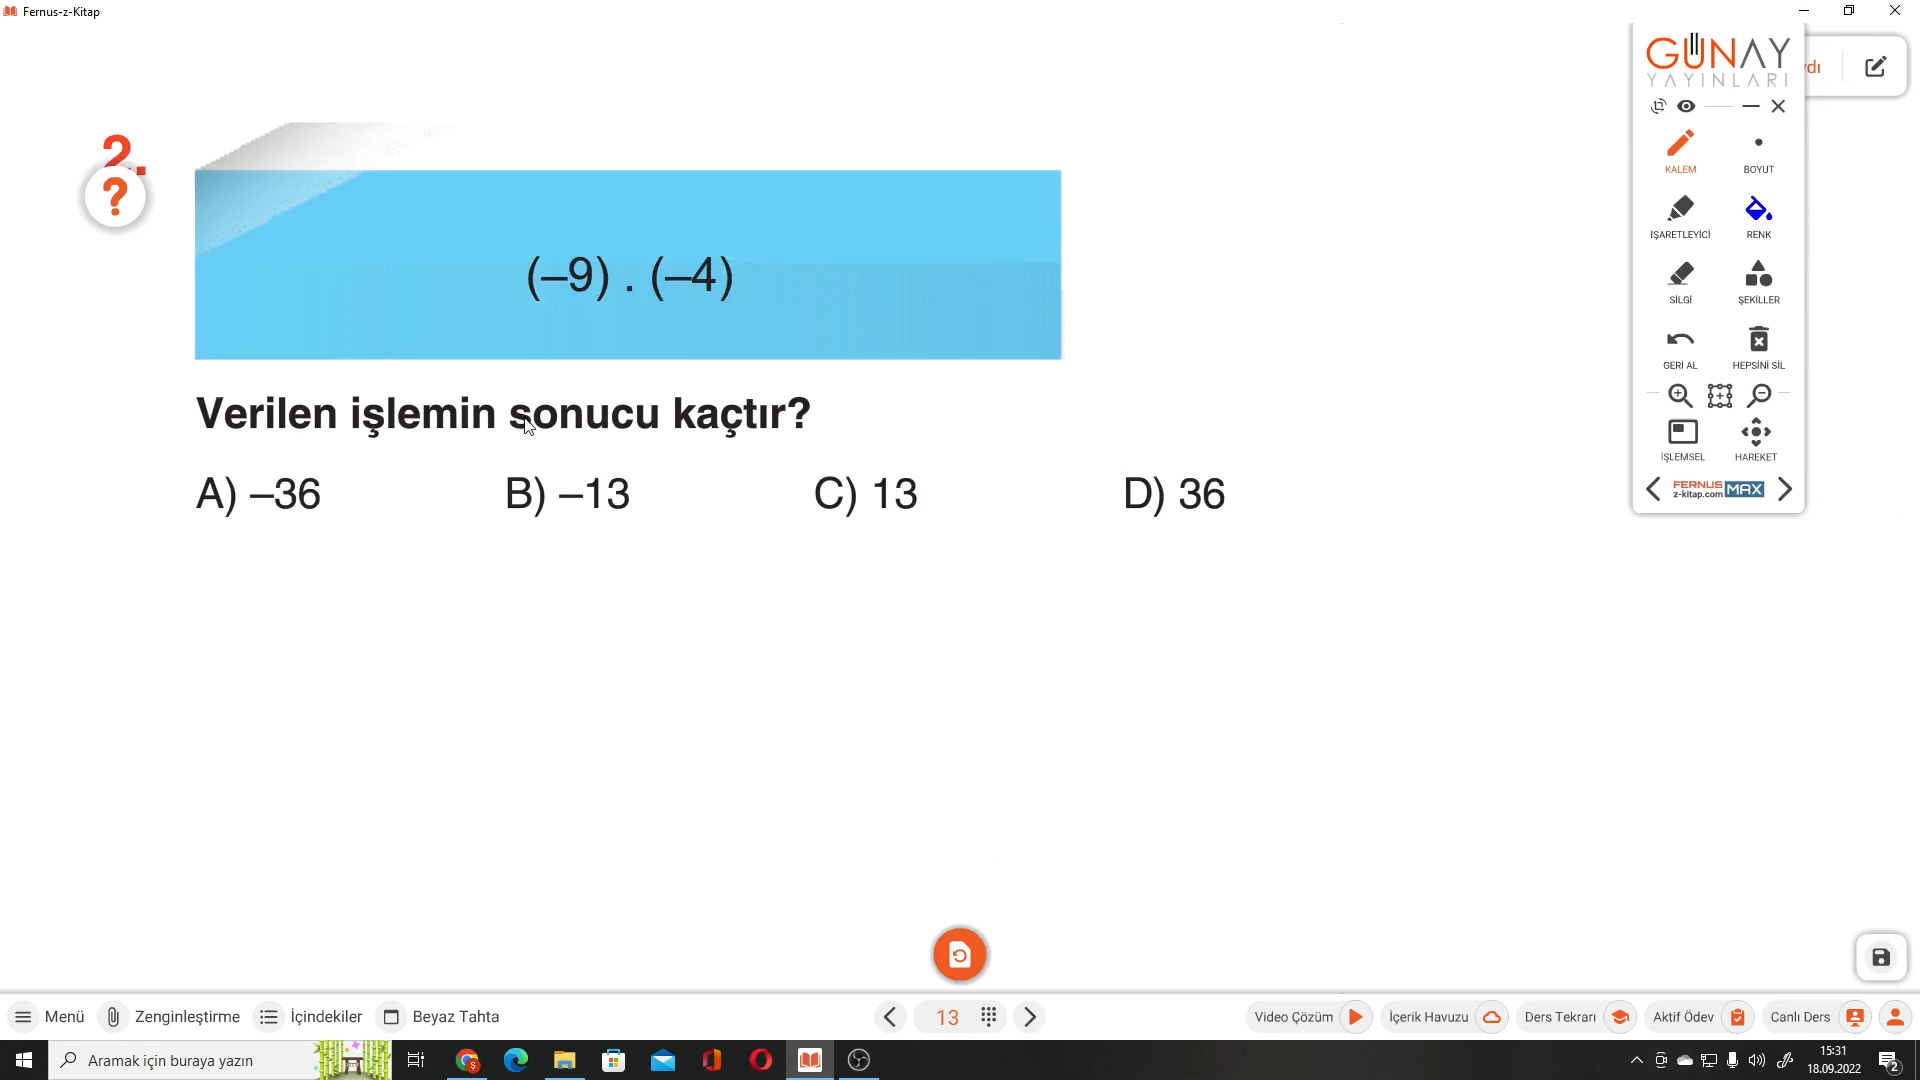 Fernus-z-Kitap
GÜNAY
YAYINLARI
2.
?
(–9) . (–4)
Verilen işlemin sonucu kaçtır?
A) –36 B) –13 C) 13 D) 36
KALEM BOYUT
İŞARETLEYİCİ RENK
SİLGİ ŞEKİLLER
GERİ AL HEPSİNİ SİL
İŞLEMSEL HAREKET
FERNUS
z-kitap.com MAX
Menü Zenginleştirme İçindekiler Beyaz Tahta 13 Video Çözüm İçerik Havuzu Ders Tekrarı Aktif Ödev Canlı Ders
Aramak için buraya yazın
15:31
18.09.2022
2